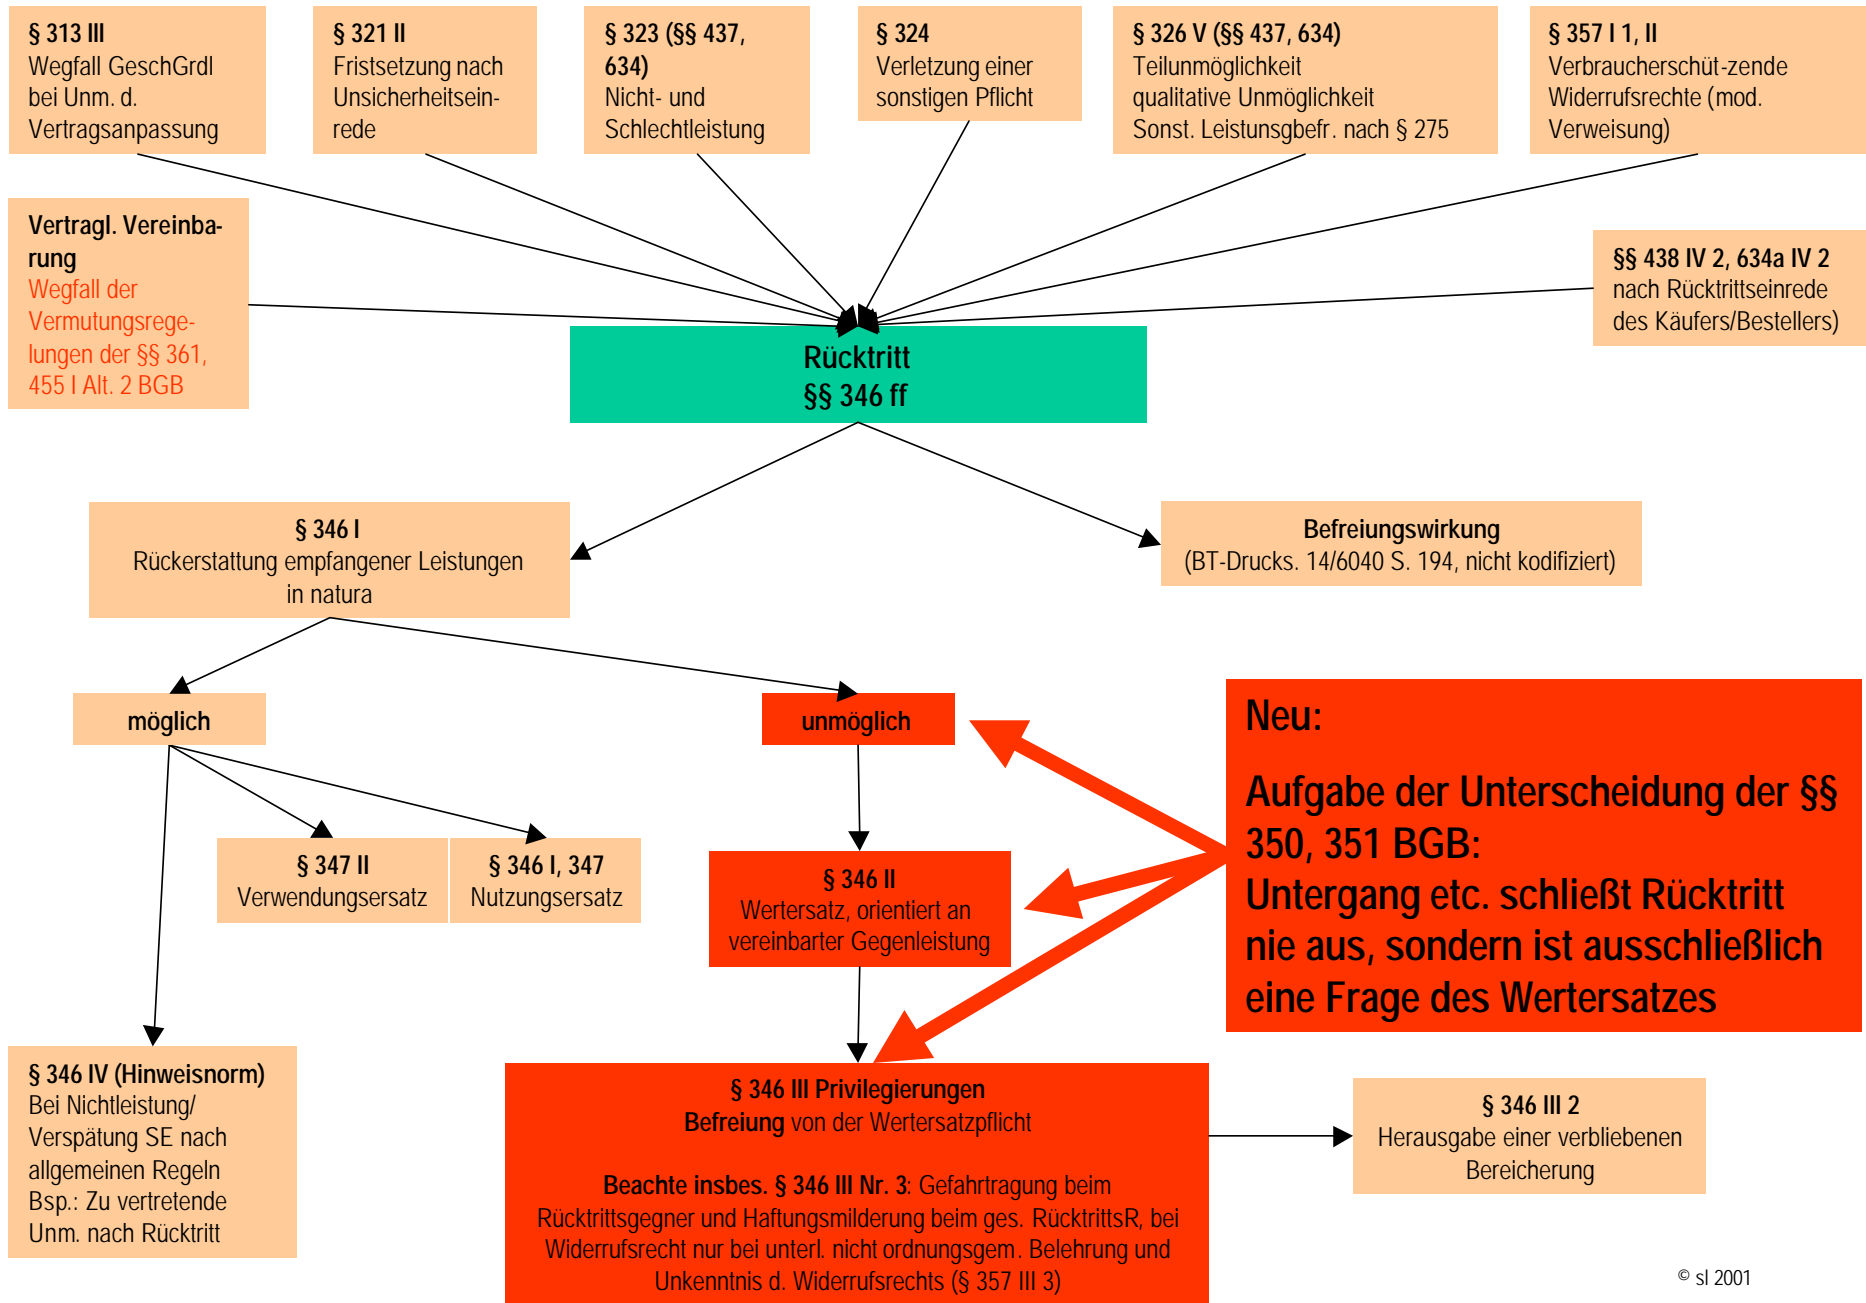 § 313 III
Wegfall GeschGrdl
bei Unm. d.
Vertragsanpassung
§ 321 II
Fristsetzung nach
Unsicherheitsein-
rede
§ 323 (§§ 437,
634)
Nicht- und
Schlechtleistung
§ 324
Verletzung einer
sonstigen Pflicht
§ 326 V (§§ 437, 634)
Teilunmöglichkeit
qualitative Unmöglichkeit
Sonst. Leistunsgbefr. nach § 275
§ 357 I 1, II
Verbraucherschüt-zende
Widerrufsrechte (mod.
Verweisung)
Vertragl. Vereinba-
rung
Wegfall der
Vermutungsrege-
lungen der §§ 361,
455 I Alt. 2 BGB
§§ 438 IV 2, 634a IV 2
nach Rücktrittseinrede
des Käufers/Bestellers)
Rücktritt
§§ 346 ff
§ 346 I
Rückerstattung empfangener Leistungen
in natura
Befreiungswirkung
(BT-Drucks. 14/6040 S. 194, nicht kodifiziert)
möglich
unmöglich
Neu:
Aufgabe der Unterscheidung der §§
350, 351 BGB:
Untergang etc. schließt Rücktritt
nie aus, sondern ist ausschließlich
eine Frage des Wertersatzes
§ 347 II
Verwendungsersatz
§ 346 I, 347
Nutzungsersatz
§ 346 II
Wertersatz, orientiert an
vereinbarter Gegenleistung
§ 346 IV (Hinweisnorm)
Bei Nichtleistung/
Verspätung SE nach
allgemeinen Regeln
Bsp.: Zu vertretende
Unm. nach Rücktritt
§ 346 III Privilegierungen
Befreiung von der Wertersatzpflicht
Beachte insbes. § 346 III Nr. 3: Gefahrtragung beim
Rücktrittsgegner und Haftungsmilderung beim ges. RücktrittsR, bei
Widerrufsrecht nur bei unterl. nicht ordnungsgem. Belehrung und
Unkenntnis d. Widerrufsrechts (§ 357 III 3)
§ 346 III 2
Herausgabe einer verbliebenen
Bereicherung
© sl 2001